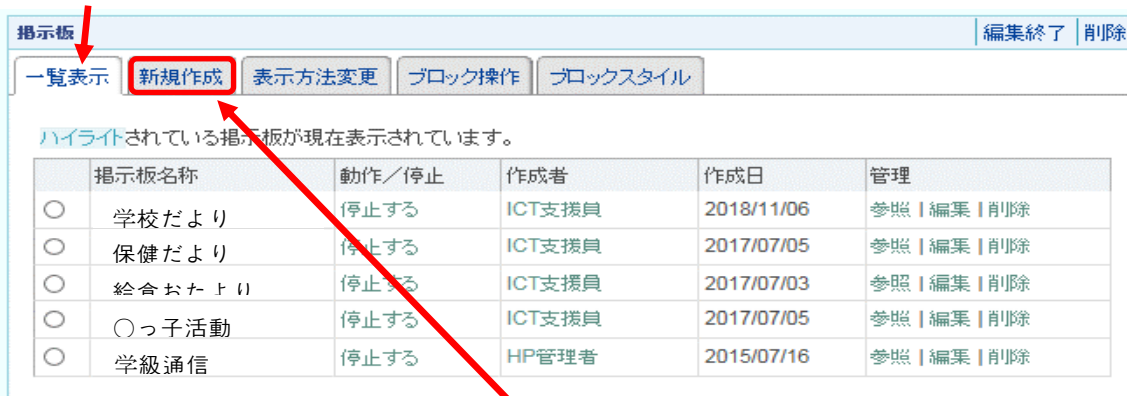 掲示板 編集終了 削除
一覧表示 新規作成 表示方法変更 ブロック操作 ブロックスタイル
ハイライトされている掲示板が現在表示されています。
掲示板名称 動作／停止 作成者 作成日 管理
学校だより 停止する ICT支援員 2018/11/06 参照 | 編集 | 削除
保健だより 停止する ICT支援員 2017/07/05 参照 | 編集 | 削除
給食おたより 停止する ICT支援員 2017/07/03 参照 | 編集 | 削除
○っ子活動 停止する ICT支援員 2017/07/05 参照 | 編集 | 削除
学級通信 停止する HP管理者 2015/07/16 参照 | 編集 | 削除